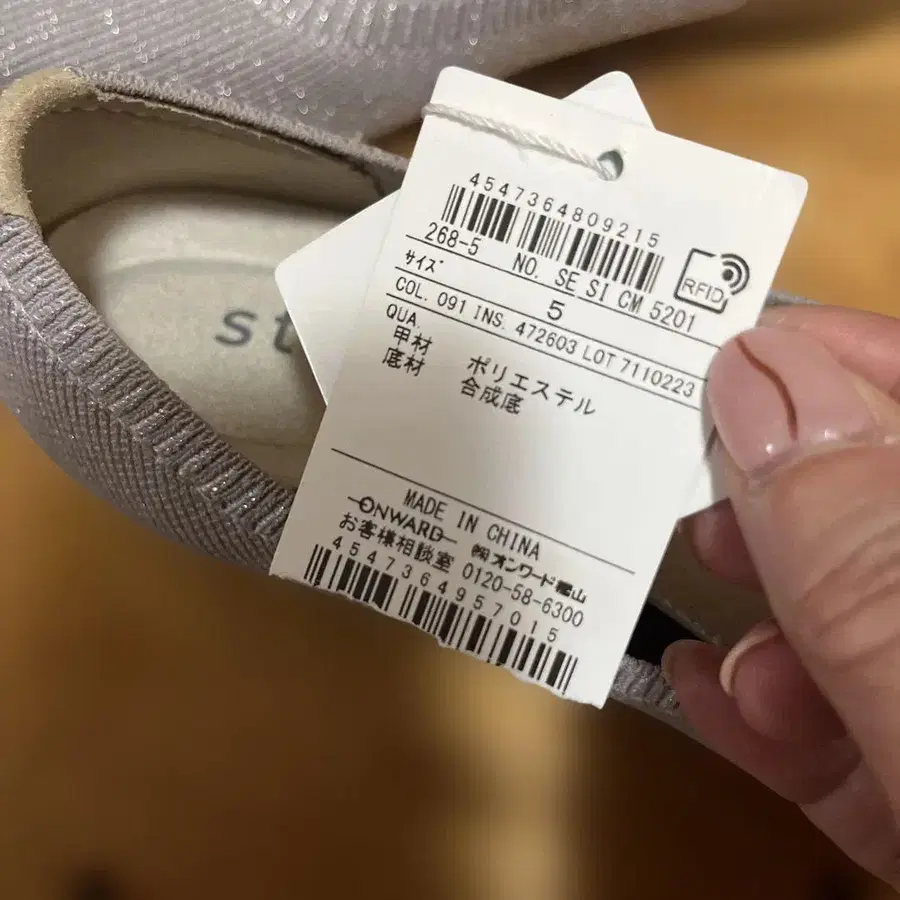 4547364809215
268-5 NO. SE SI CM 5201
RFID
サイズ 5
COL. 091 INS. 472603 LOT 7110223
QUA.
甲材 ポリエステル
底材 合成底
MADE IN CHINA
ONWARD ㈱オンワード樫山
お客様相談室 0120-58-6300
4547364957015
st